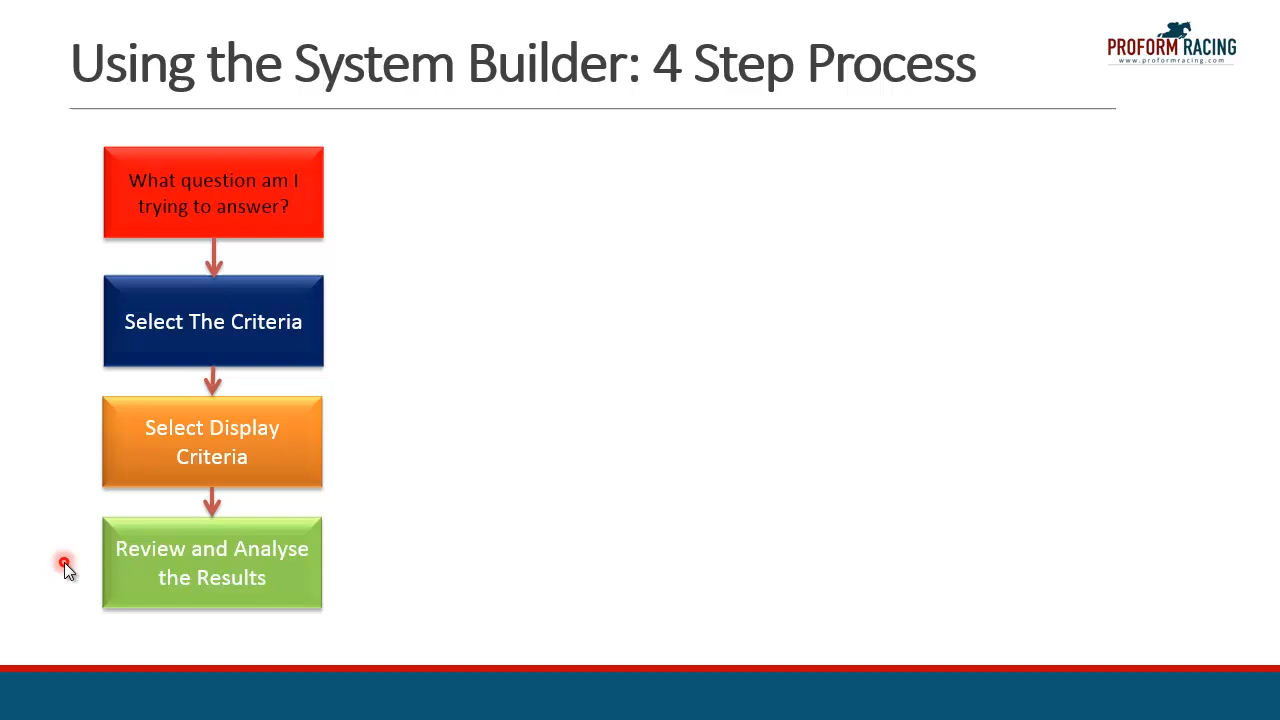 Using the System Builder: 4 Step Process
PROFORM RACING
www.proformracing.com
What question am I
trying to answer?
Select The Criteria
Select Display
Criteria
Review and Analyse
the Results